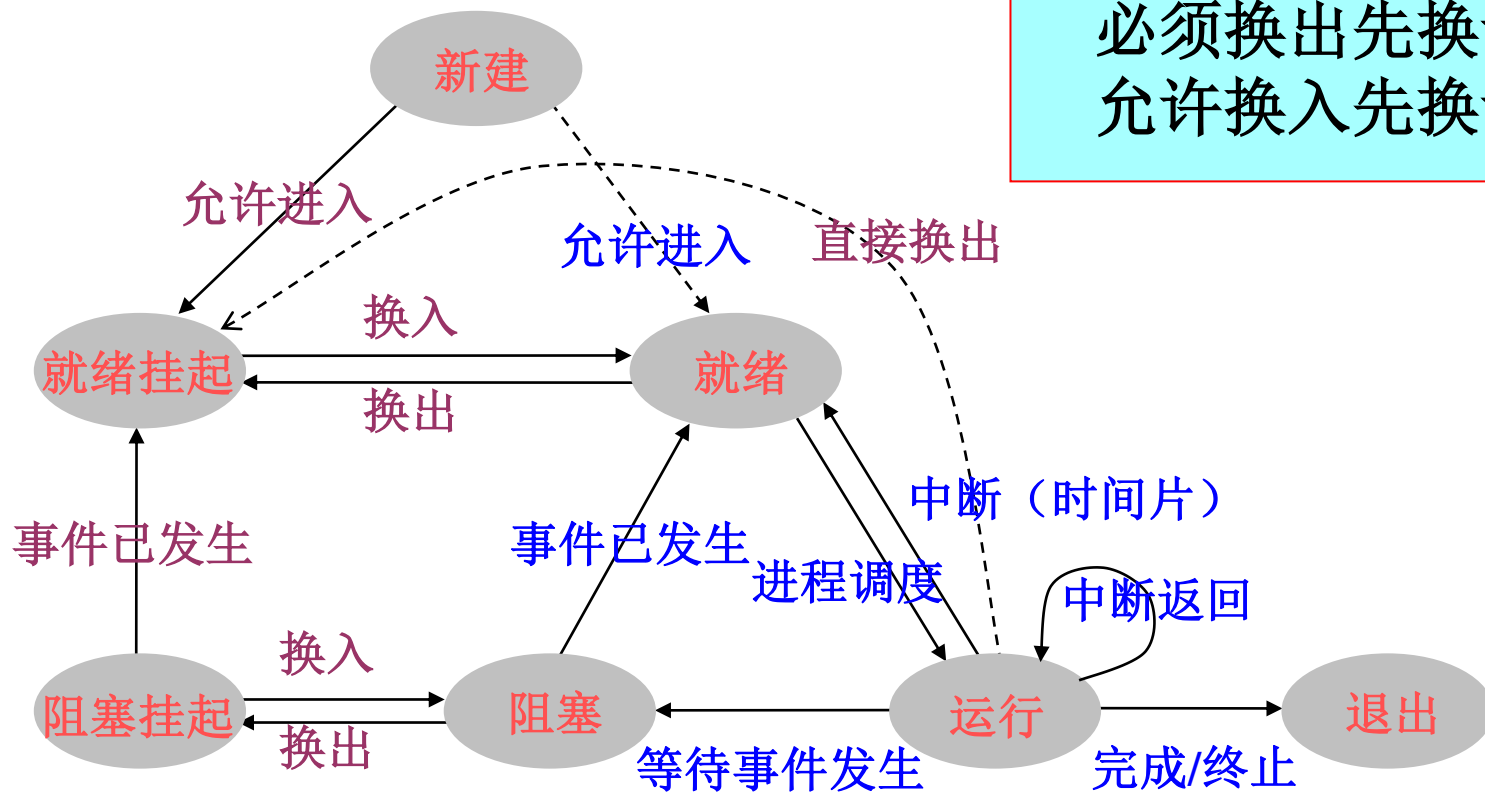 必须换出先换
允许换入先换
新建
允许进入
允许进入
直接换出
换入
就绪挂起
就绪
换出
中断（时间片）
事件已发生
事件已发生
进程调度
中断返回
换入
阻塞挂起
阻塞
运行
退出
换出
等待事件发生
完成/终止